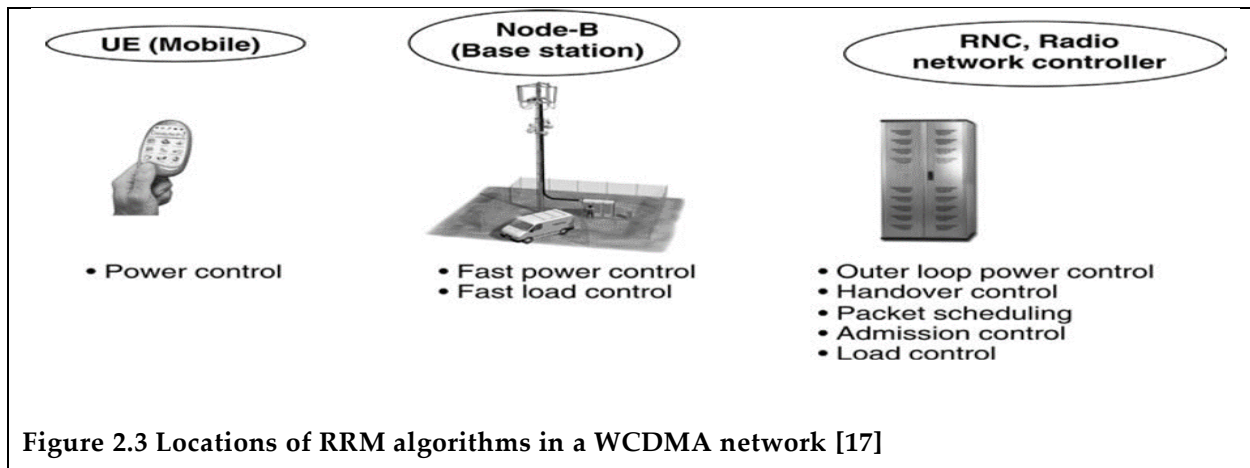 UE (Mobile)
Node-B
(Base station)
RNC, Radio
network controller
• Power control
• Fast power control
• Fast load control
• Outer loop power control
• Handover control
• Packet scheduling
• Admission control
• Load control
Figure 2.3 Locations of RRM algorithms in a WCDMA network [17]